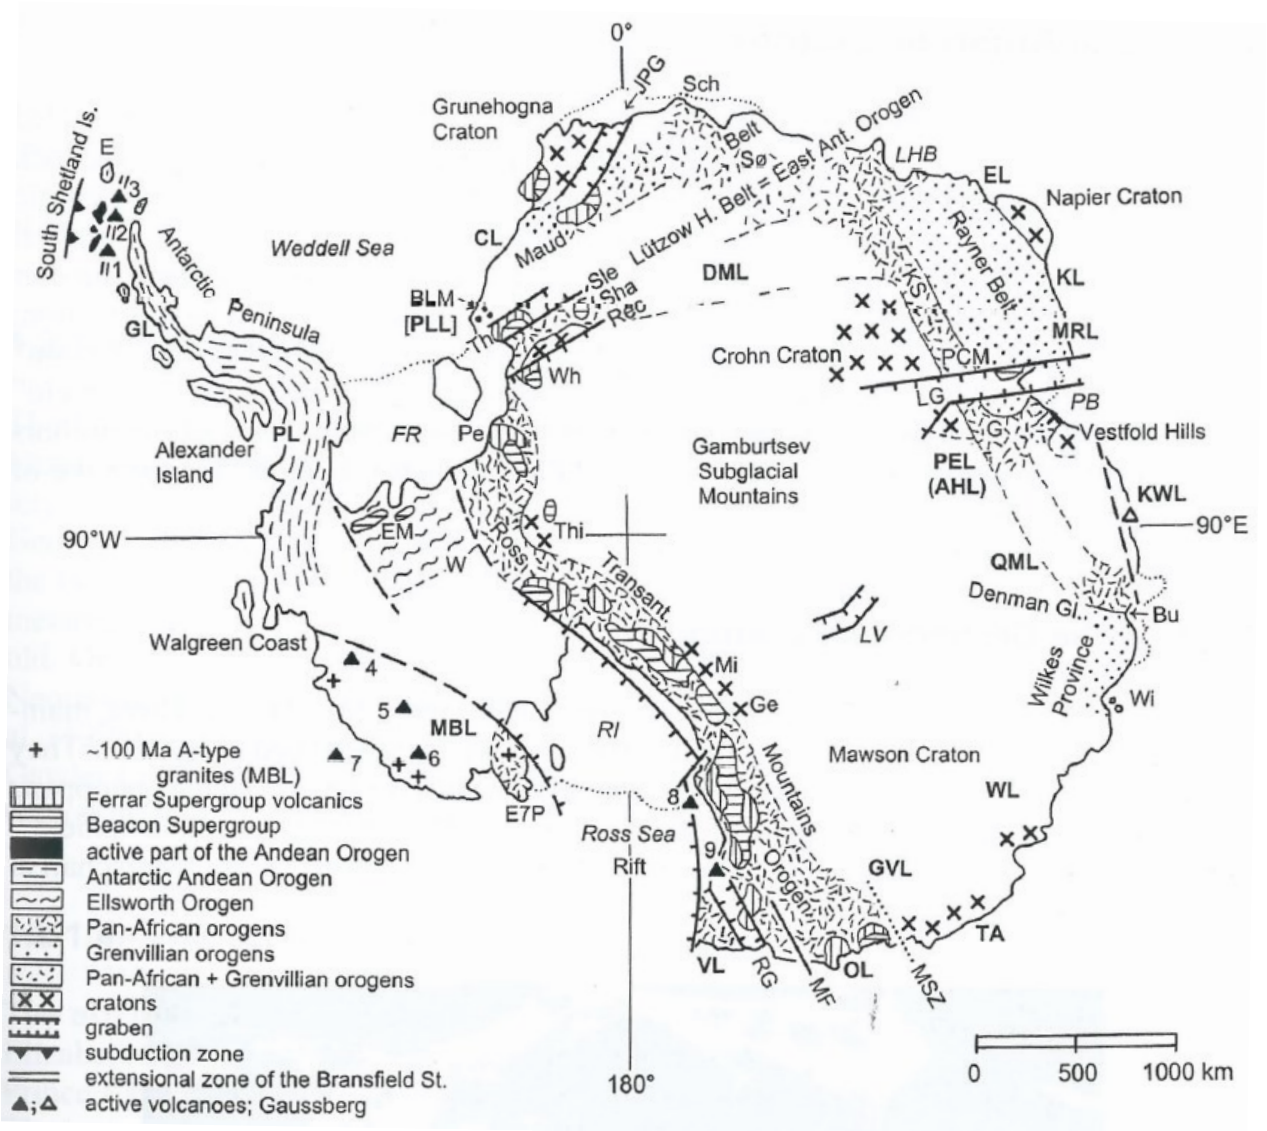 0°
JPG
Sch
Grunehogna
Craton
Belt
Sø
Lützow H. Belt = East Ant. Orogen
LHB
EL
Napier Craton
South Shetland Is.
E
3
2
1
Antarctic
Peninsula
Weddell Sea
CL
Maud
DML
Rayner Belt
KL
KS
Sle
Sha
Rec
BLM
[PLL]
Th
GL
MRL
Crohn Craton
PCM
Wh
LG
PB
Alexander
Island
PL
FR
Pe
G
Vestfold Hills
PEL
(AHL)
Gamburtsev
Subglacial
Mountains
KWL
EM
W
Ross
Thi
90°W
90°E
Transant
QML
Denman Gl.
Bu
Walgreen Coast
LV
Wilkes
Province
Wi
4
Mi
Ge
5
MBL
RI
Mountains
Mawson Craton
7
6
E7P
8
WL
Ross Sea
Rift
9
Orogen
GVL
TA
VL
RG
MF
OL
MSZ
180°
0 500 1000 km
~100 Ma A-type
granites (MBL)
Ferrar Supergroup volcanics
Beacon Supergroup
active part of the Andean Orogen
Antarctic Andean Orogen
Ellsworth Orogen
Pan-African orogens
Grenvillian orogens
Pan-African + Grenvillian orogens
cratons
graben
subduction zone
extensional zone of the Bransfield St.
active volcanoes; Gaussberg